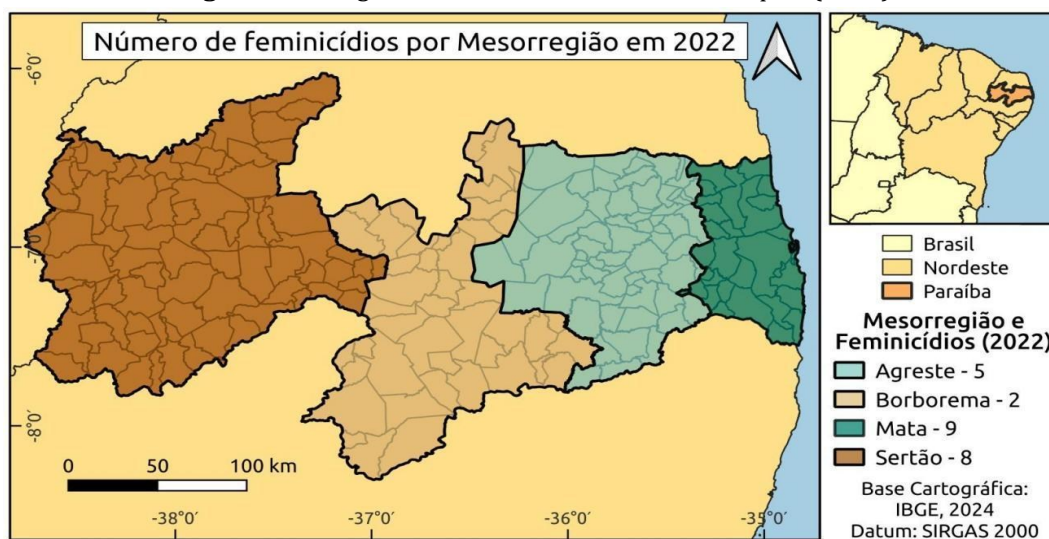 Número de feminicídios por Mesorregião em 2022
-6°0'
-7°0'
-8°0'
0 50 100 km
-38°0' -37°0' -36°0' -35°0'
Brasil
Nordeste
Paraíba
Mesorregião e
Feminicídios (2022)
Agreste - 5
Borborema - 2
Mata - 9
Sertão - 8
Base Cartográfica:
IBGE, 2024
Datum: SIRGAS 2000